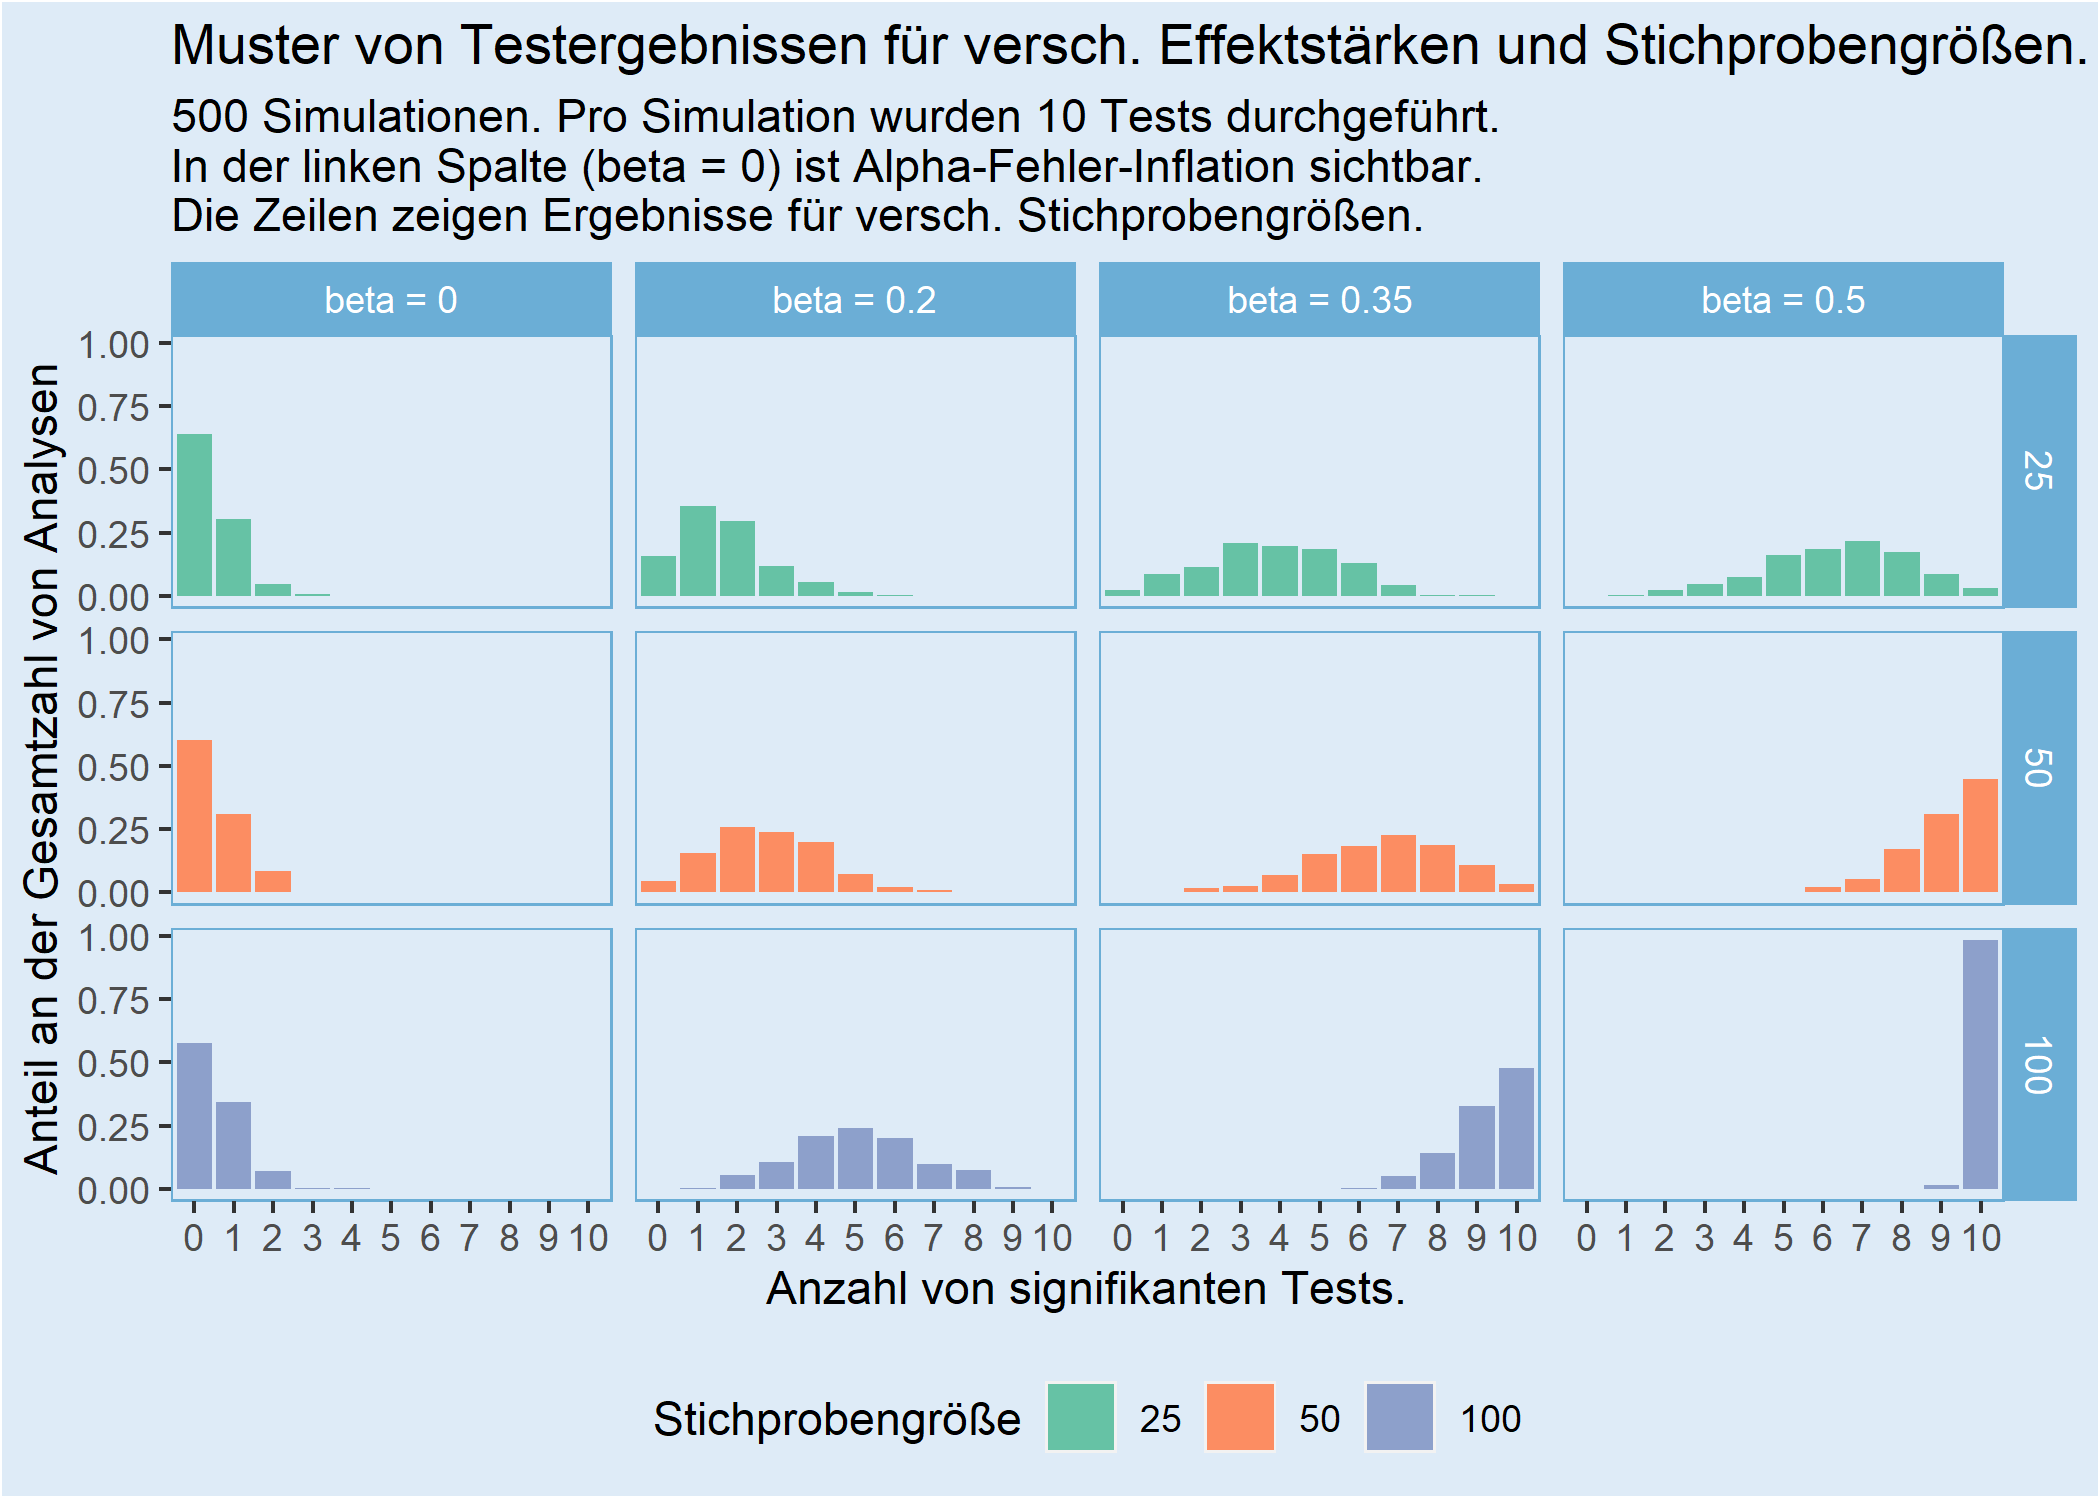 Muster von Testergebnissen für versch. Effektstärken und Stichprobengrößen.
500 Simulationen. Pro Simulation wurden 10 Tests durchgeführt.
In der linken Spalte (beta = 0) ist Alpha-Fehler-Inflation sichtbar.
Die Zeilen zeigen Ergebnisse für versch. Stichprobengrößen.
beta = 0 beta = 0.2 beta = 0.35 beta = 0.5
Anteil an der Gesamtzahl von Analysen
1.00
0.75
0.50
0.25
0.00
25
1.00
0.75
0.50
0.25
0.00
50
1.00
0.75
0.50
0.25
0.00
100
0 1 2 3 4 5 6 7 8 9 10 0 1 2 3 4 5 6 7 8 9 10 0 1 2 3 4 5 6 7 8 9 10 0 1 2 3 4 5 6 7 8 9 10
Anzahl von signifikanten Tests.
Stichprobengröße 25 50 100